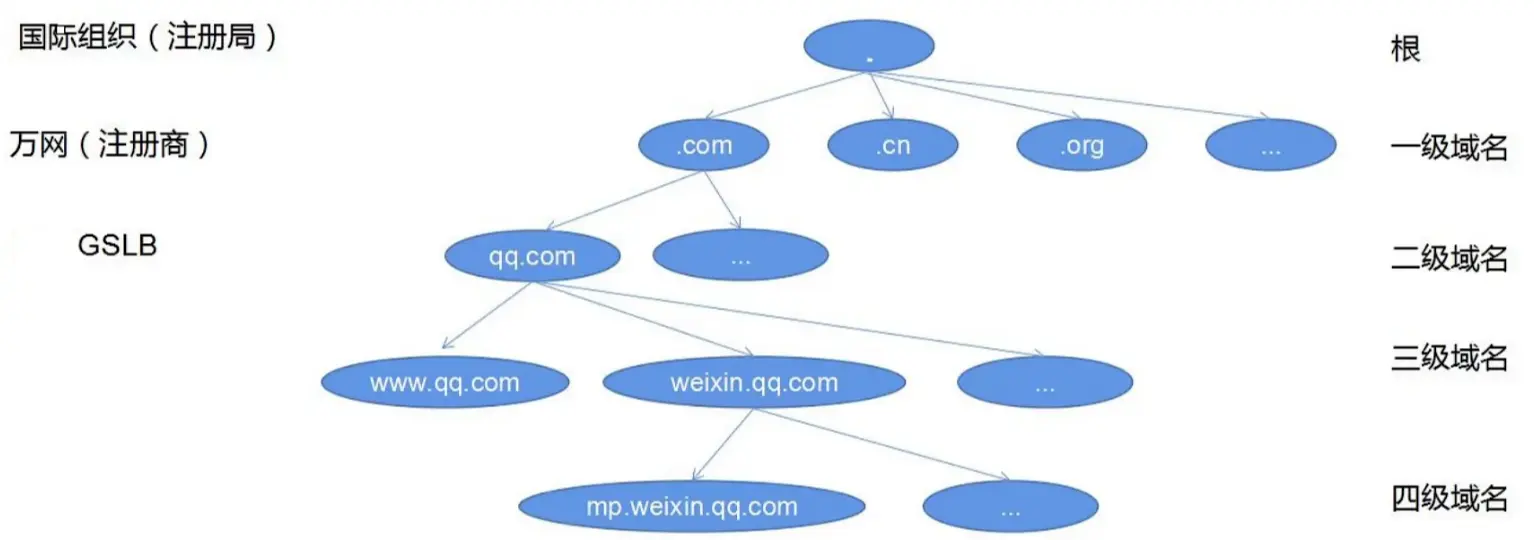 国际组织（注册局）
.
根
万网（注册商）
.com
.cn
.org
...
一级域名
GSLB
qq.com
...
二级域名
www.qq.com
weixin.qq.com
...
三级域名
mp.weixin.qq.com
...
四级域名